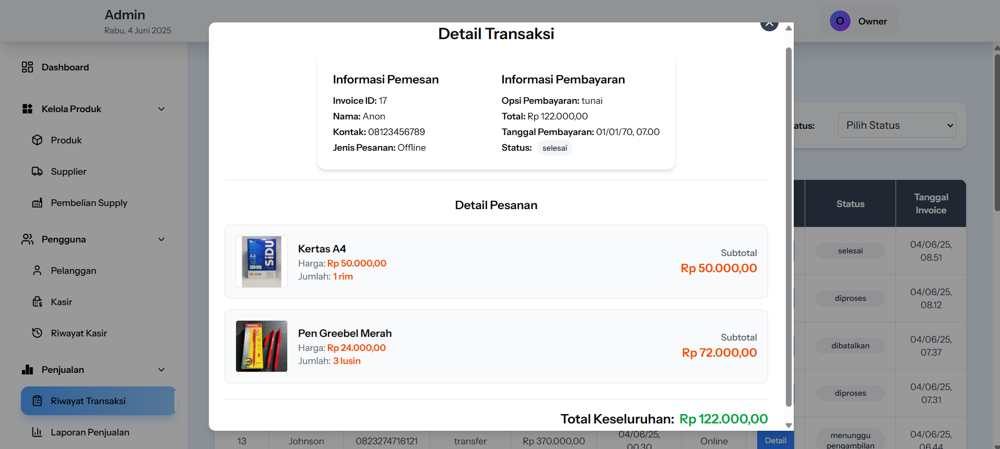 Admin
Rabu, 4 Juni 2025
O
Owner
Dashboard
Kelola Produk
Produk
Supplier
Pembelian Supply
Pengguna
Pelanggan
Kasir
Riwayat Kasir
Penjualan
Riwayat Transaksi
Laporan Penjualan
Detail Transaksi
Informasi Pemesan
Invoice ID: 17
Nama: Anon
Kontak: 08123456789
Jenis Pesanan: Offline
Informasi Pembayaran
Opsi Pembayaran: tunai
Total: Rp 122.000,00
Tanggal Pembayaran: 01/01/70, 07.00
Status: selesai
Detail Pesanan
SiDU
A4
70
Kertas A4
Harga: Rp 50.000,00
Jumlah: 1 rim
Subtotal
Rp 50.000,00
Pen Greebel Merah
Harga: Rp 24.000,00
Jumlah: 3 lusin
Subtotal
Rp 72.000,00
Total Keseluruhan: Rp 122.000,00
atus:
Pilih Status
Status
Tanggal
Invoice
selesai
04/06/25,
08.51
diproses
04/06/25,
08.12
dibatalkan
04/06/25,
07.37
diproses
04/06/25,
07.31
13
Johnson
0823274716121
transfer
Rp 370.000,00
04/06/25,
00.30
Online
Detail
menunggu
pengambilan
04/06/25,
06.44